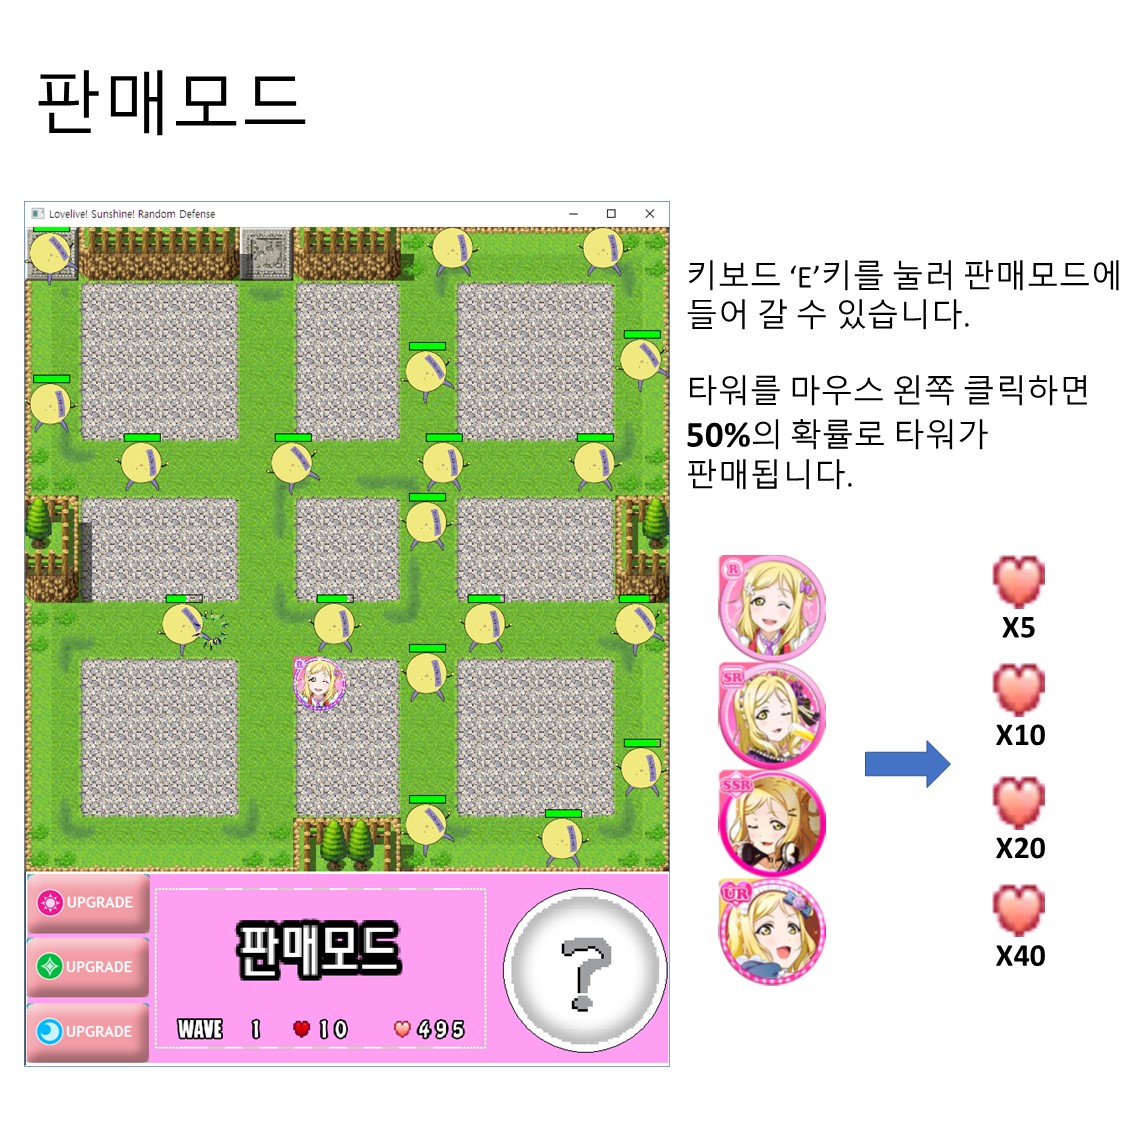 판매모드
Lovelive! Sunshine! Random Defense
키보드 ‘E’키를 눌러 판매모드에
들어 갈 수 있습니다.
타워를 마우스 왼쪽 클릭하면
50%의 확률로 타워가
판매됩니다.
R
X5
SR
X10
SSR
X20
UR
X40
R
UPGRADE
UPGRADE
UPGRADE
판매모드
WAVE 1 10 495
?